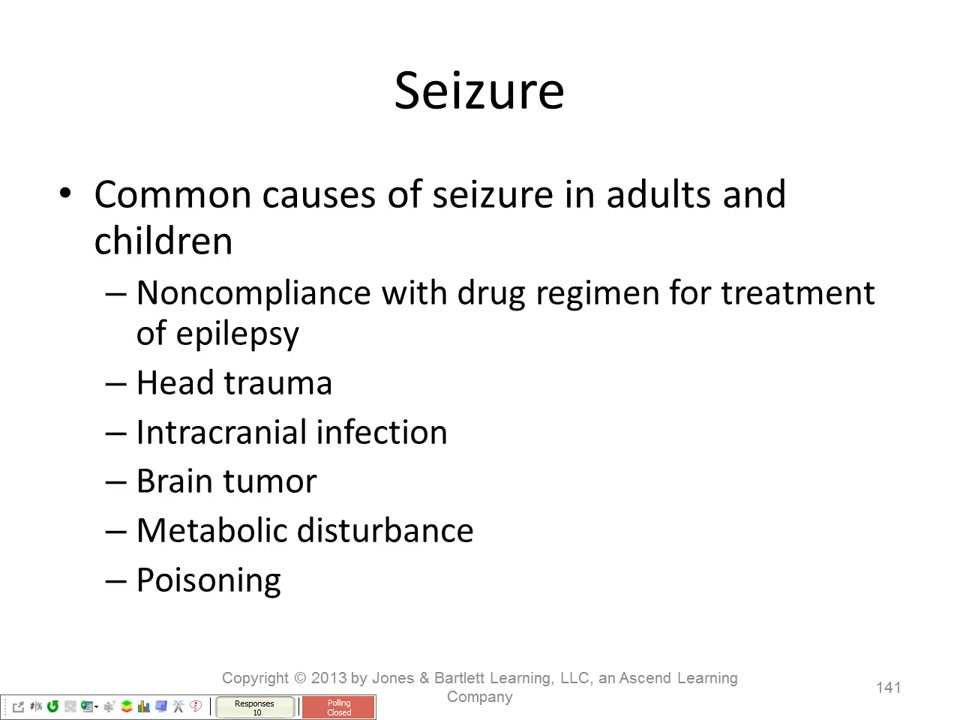 Seizure
• Common causes of seizure in adults and
children
– Noncompliance with drug regimen for treatment
of epilepsy
– Head trauma
– Intracranial infection
– Brain tumor
– Metabolic disturbance
– Poisoning
Copyright © 2013 by Jones & Bartlett Learning, LLC, an Ascend Learning
Company
141
Responses
10
Polling
Closed